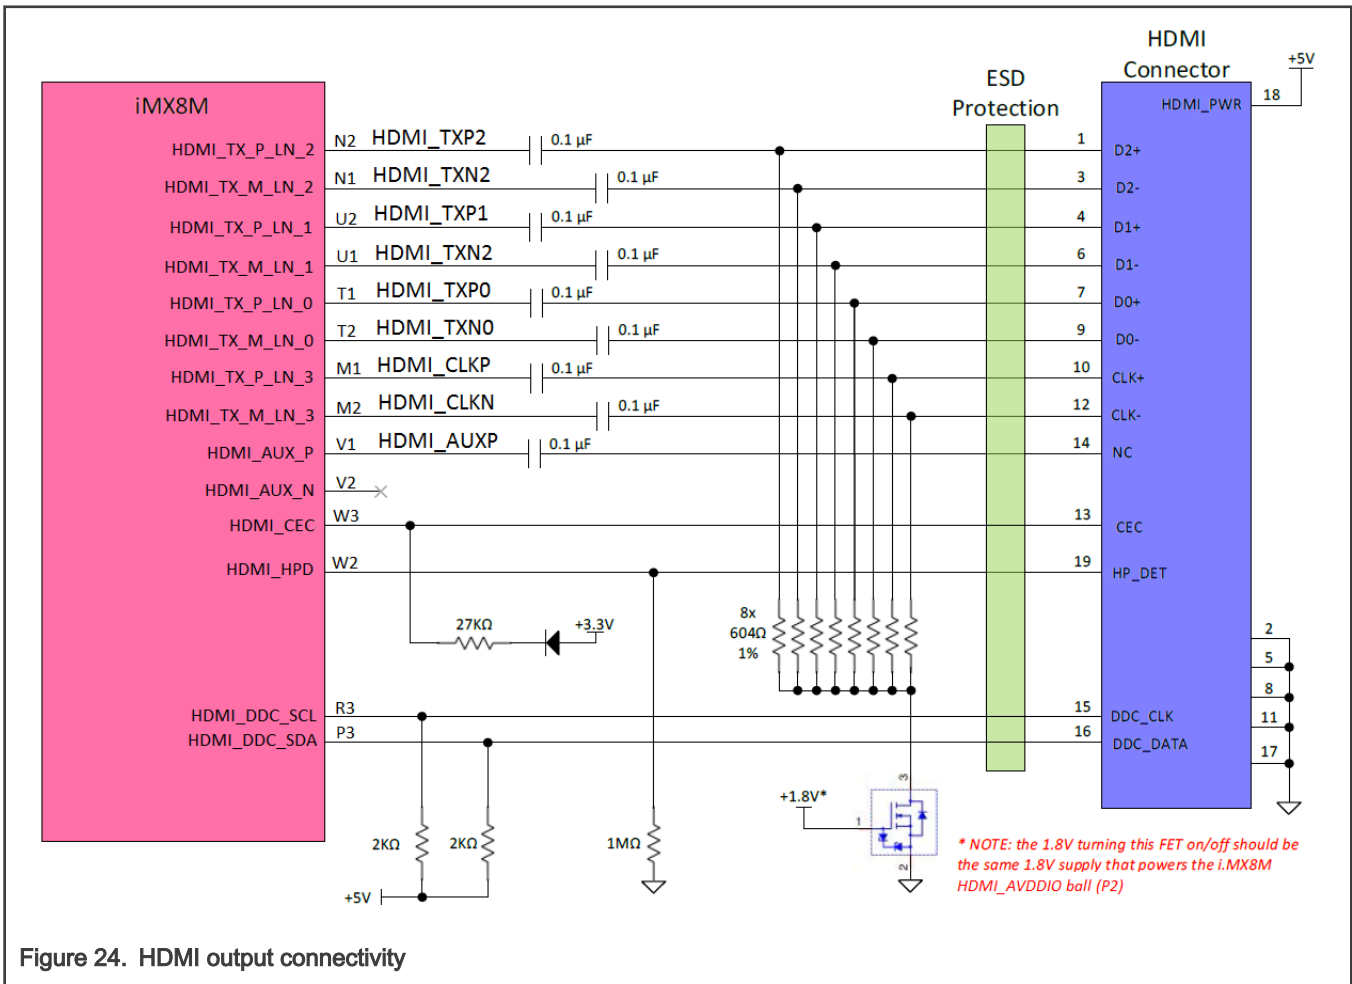 HDMI
Connector
+5V
ESD
Protection
iMX8M
HDMI_PWR 18
HDMI_TX_P_LN_2 N2 HDMI_TXP2 0.1 µF 1 D2+
HDMI_TX_M_LN_2 N1 HDMI_TXN2 0.1 µF 3 D2-
HDMI_TX_P_LN_1 U2 HDMI_TXP1 0.1 µF 4 D1+
HDMI_TX_M_LN_1 U1 HDMI_TXN2 0.1 µF 6 D1-
HDMI_TX_P_LN_0 T1 HDMI_TXP0 0.1 µF 7 D0+
HDMI_TX_M_LN_0 T2 HDMI_TXN0 0.1 µF 9 D0-
HDMI_TX_P_LN_3 M1 HDMI_CLKP 0.1 µF 10 CLK+
HDMI_TX_M_LN_3 M2 HDMI_CLKN 0.1 µF 12 CLK-
HDMI_AUX_P V1 HDMI_AUXP 0.1 µF 14 NC
HDMI_AUX_N V2
HDMI_CEC W3 13 CEC
HDMI_HPD W2 19 HP_DET
27KΩ +3.3V
8x
604Ω
1%
2
5
8
11
17
HDMI_DDC_SCL R3 15 DDC_CLK
HDMI_DDC_SDA P3 16 DDC_DATA
3
+1.8V*
1
2
2KΩ 2KΩ 1MΩ
+5V
* NOTE: the 1.8V turning this FET on/off should be
the same 1.8V supply that powers the i.MX8M
HDMI_AVDDIO ball (P2)
Figure 24. HDMI output connectivity